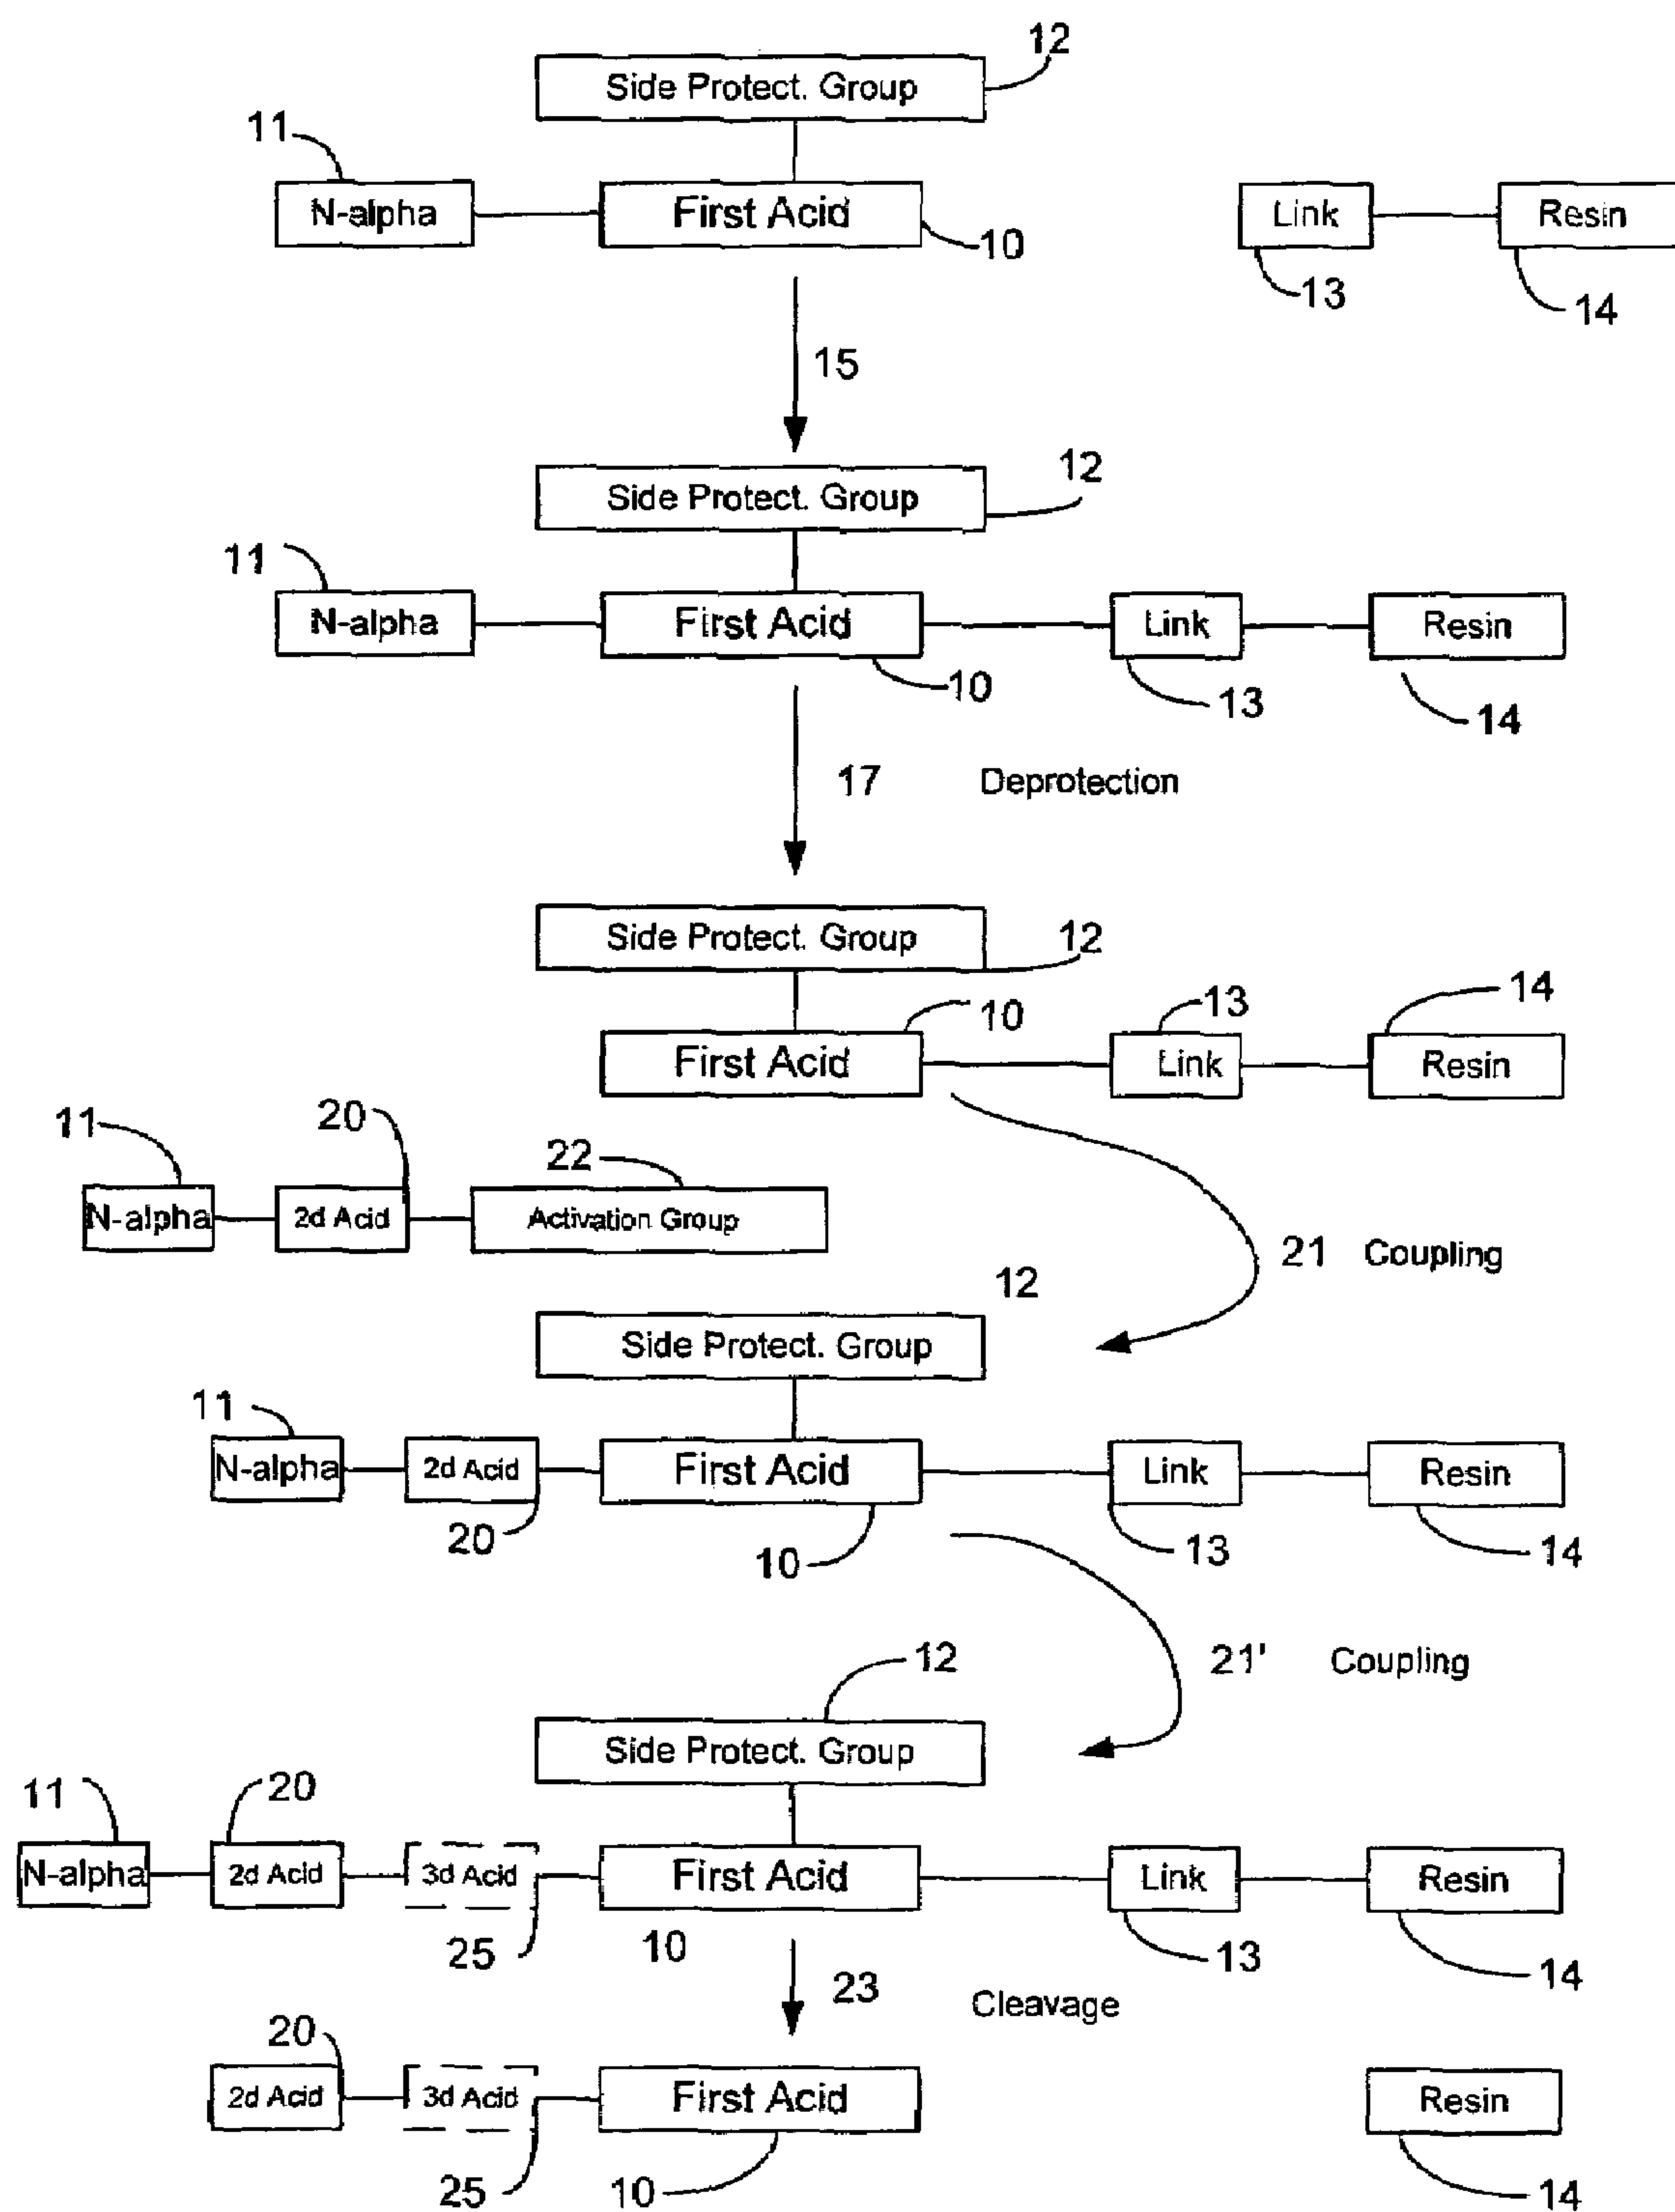 12
Side Protect. Group
11
N-alpha First Acid Link Resin
10 13 14
15
12
Side Protect. Group
11
N-alpha First Acid Link Resin
10 13 14
17 Deprotection
Side Protect. Group 12
10 13 14
First Acid Link Resin
11 20 22
N-alpha 2d Acid Activation Group
21 Coupling
12
Side Protect. Group
11
N-alpha 2d Acid First Acid Link Resin
20 10 13 14
21' Coupling
12
Side Protect. Group
11 20
N-alpha 2d Acid 3d Acid First Acid Link Resin
25 10 13 14
23 Cleavage
20
2d Acid 3d Acid First Acid Resin
25 10 14